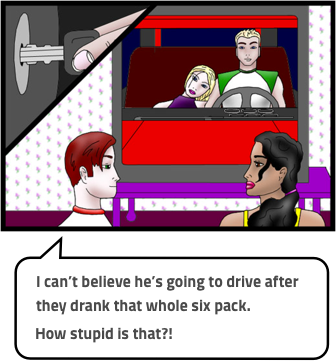 I can't believe he's going to drive after
they drank that whole six pack.
How stupid is that?!